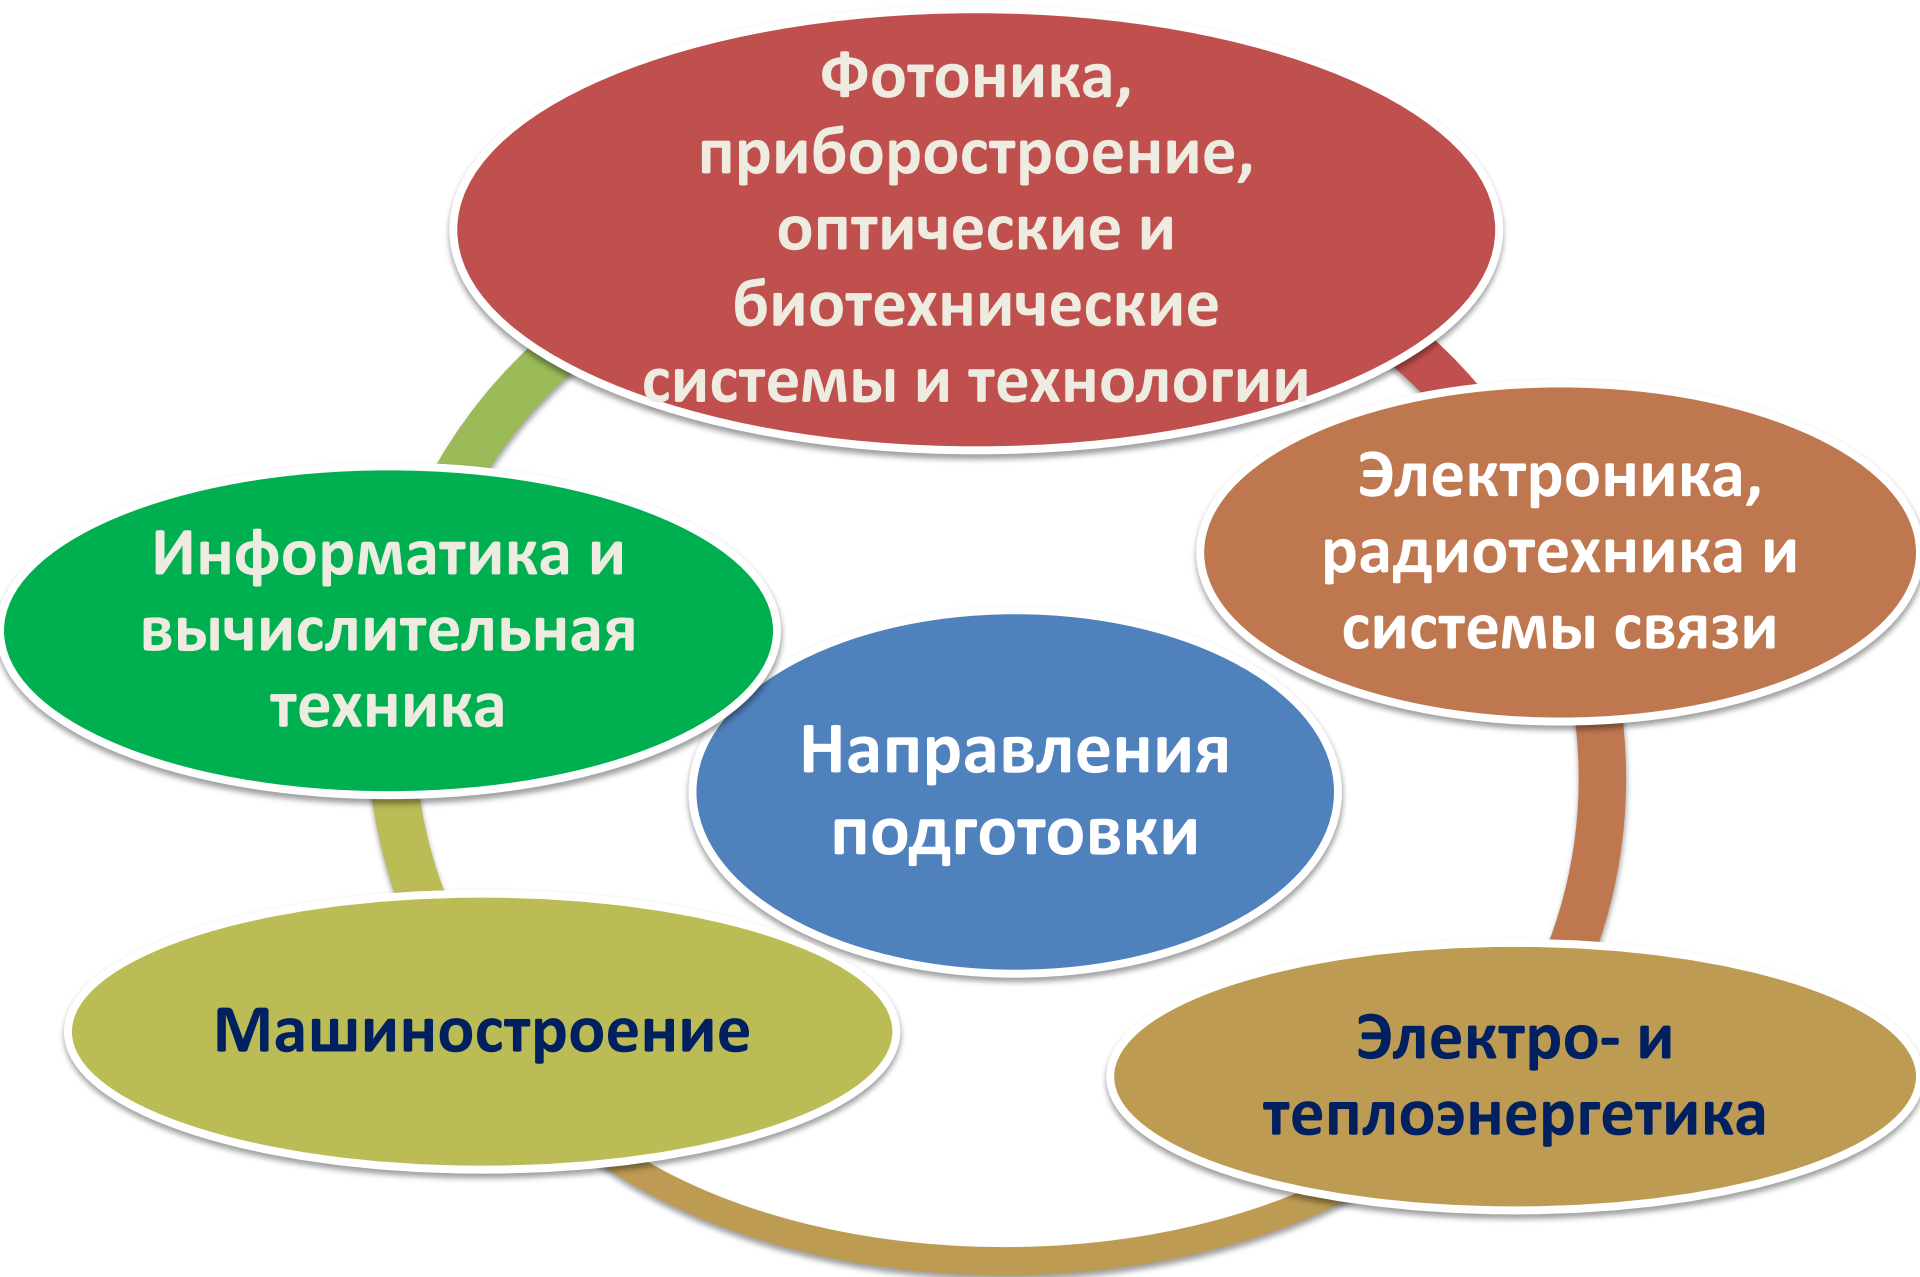 Фотоника,
приборостроение,
оптические и
биотехнические
системы и технологии
Электроника,
радиотехника и
системы связи
Информатика и
вычислительная
техника
Направления
подготовки
Машиностроение
Электро- и
теплоэнергетика